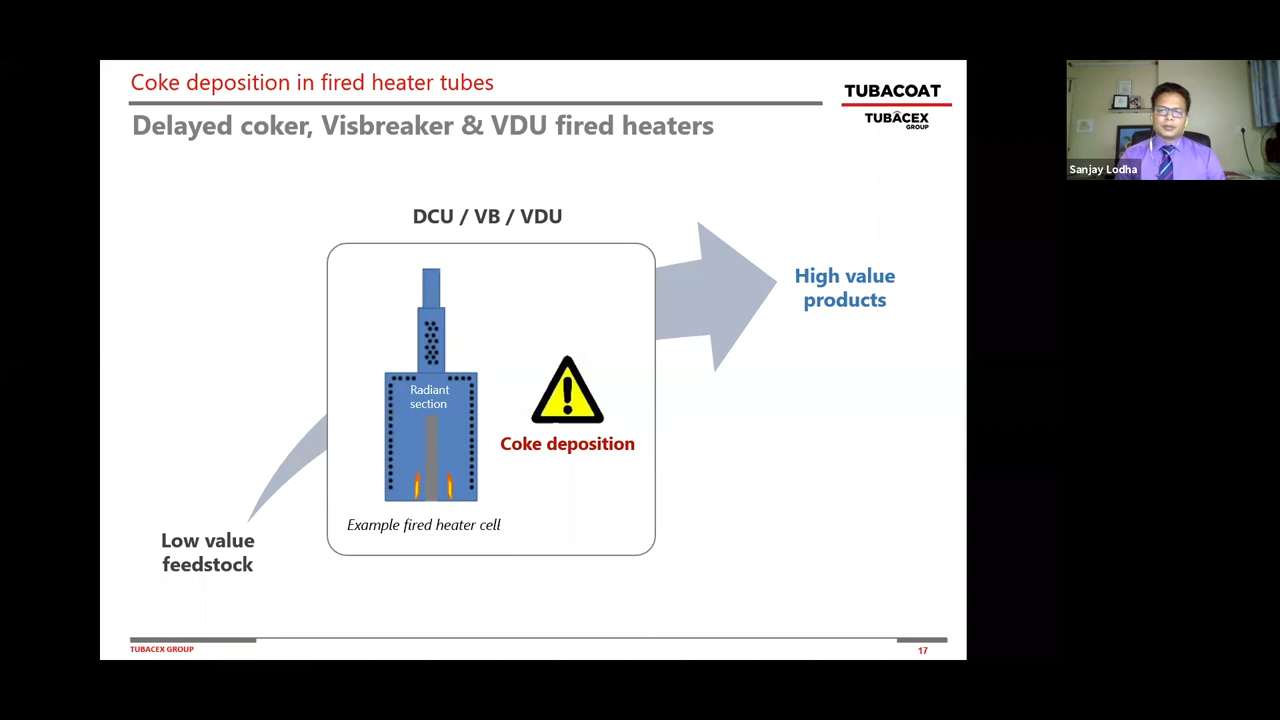 Coke deposition in fired heater tubes
TUBACOAT
TUBACEX
GROUP
Delayed coker, Visbreaker & VDU fired heaters
Sanjay Lodha
DCU / VB / VDU
High value
products
Radiant
section
Coke deposition
Example fired heater cell
Low value
feedstock
TUBACEX GROUP
17